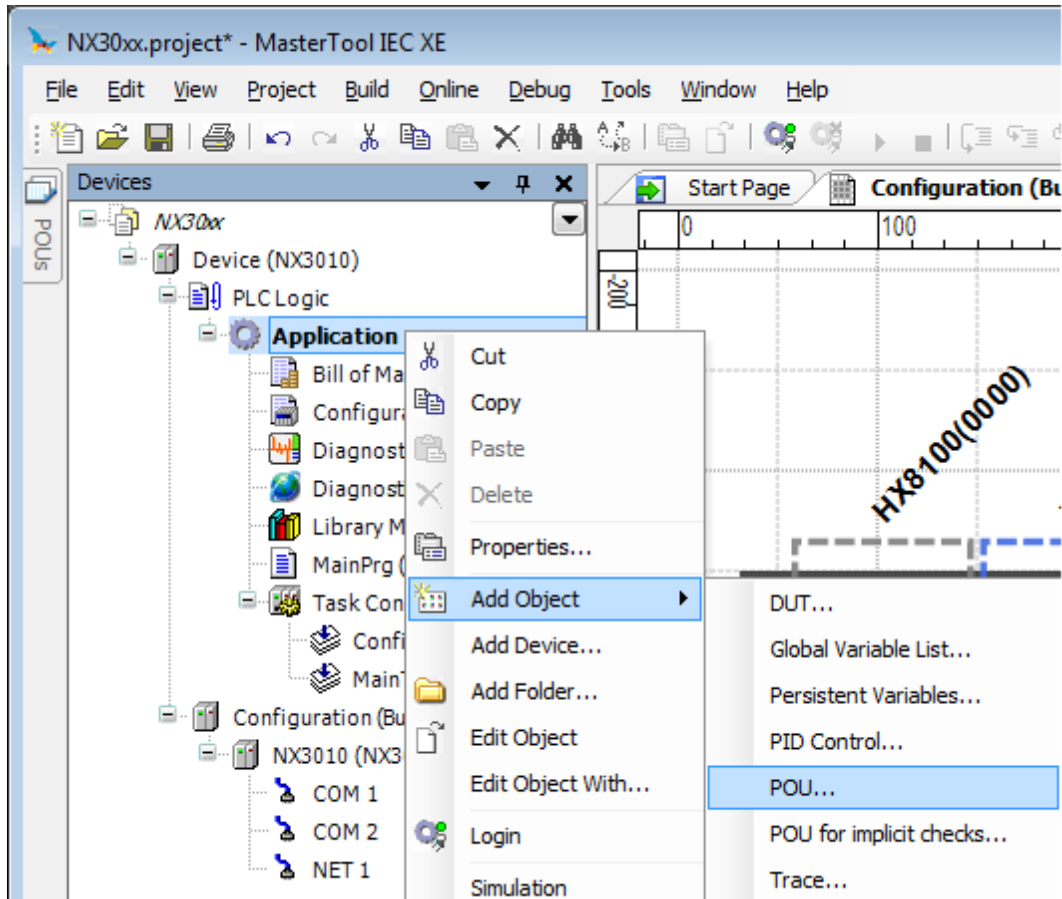 NX30xx.project* - MasterTool IEC XE
File Edit View Project Build Online Debug Tools Window Help
Devices
Start Page
Configuration (Bu
POUs
NX30xx
0
100
-200
Device (NX3010)
PLC Logic
Application
Bill of Ma
Configura
Diagnost
Diagnost
Library M
MainPrg (
Task Con
Confi
MainT
Configuration (Bu
NX3010 (NX3
COM 1
COM 2
NET 1
Cut
Copy
Paste
Delete
Properties...
Add Object
Add Device...
Add Folder...
Edit Object
Edit Object With...
Login
Simulation
HX8100(0000)
DUT...
Global Variable List...
Persistent Variables...
PID Control...
POU...
POU for implicit checks...
Trace...